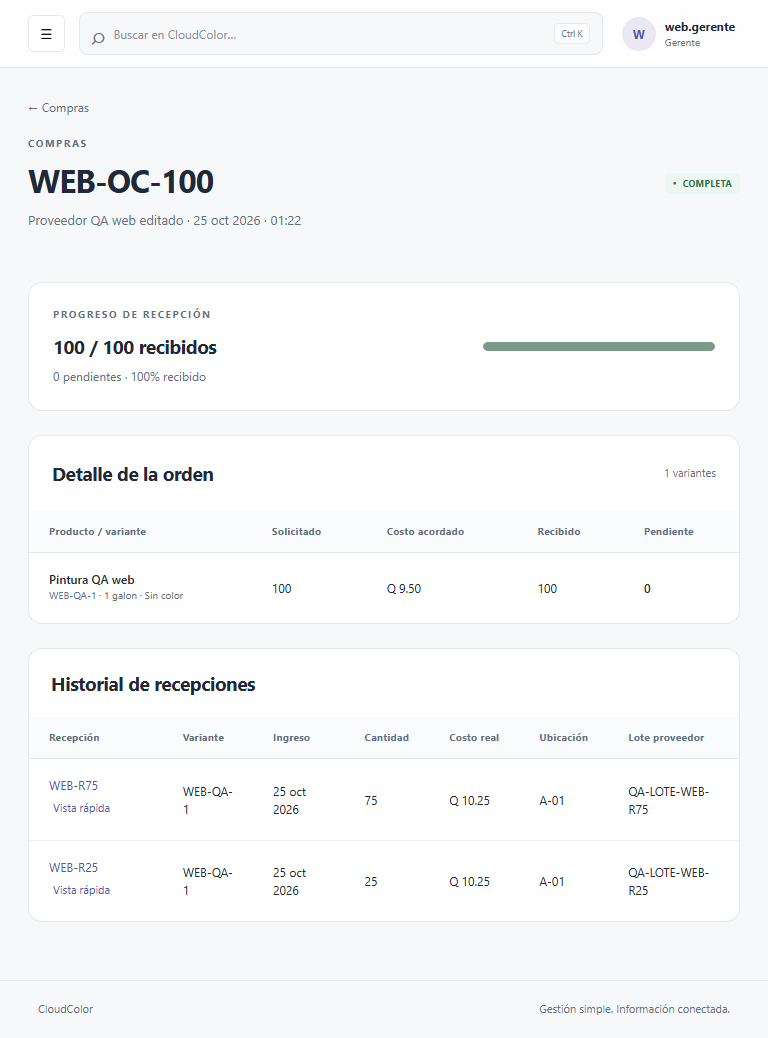 ☰ Buscar en CloudColor... Ctrl K W web.gerente
Gerente
← Compras
COMPRAS
WEB-OC-100
• COMPLETA
Proveedor QA web editado · 25 oct 2026 · 01:22
PROGRESO DE RECEPCIÓN
100 / 100 recibidos
0 pendientes · 100% recibido
Detalle de la orden
1 variantes
Producto / variante Solicitado Costo acordado Recibido Pendiente
Pintura QA web
WEB-QA-1 · 1 galon · Sin color
100 Q 9.50 100 0
Historial de recepciones
Recepción Variante Ingreso Cantidad Costo real Ubicación Lote proveedor
WEB-R75
Vista rápida
WEB-QA-
1
25 oct
2026
75
Q 10.25
A-01
QA-LOTE-WEB-
R75
WEB-R25
Vista rápida
WEB-QA-
1
25 oct
2026
25
Q 10.25
A-01
QA-LOTE-WEB-
R25
CloudColor
Gestión simple. Información conectada.